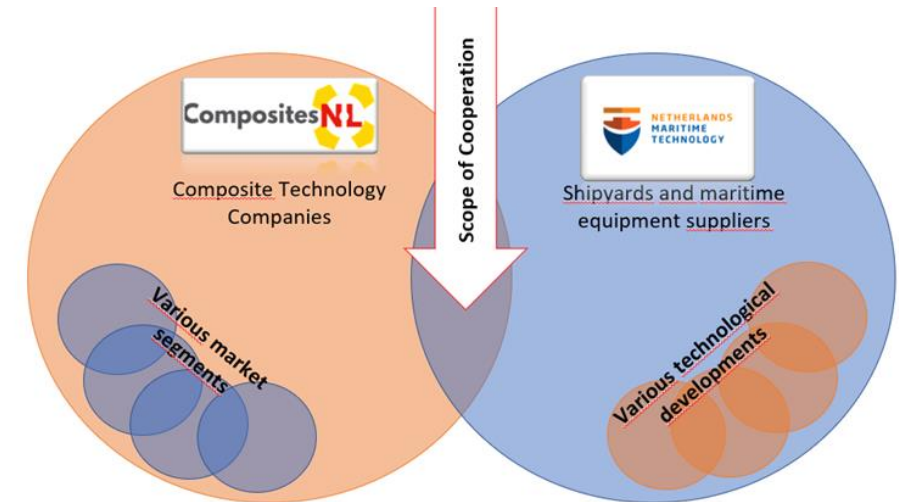 Scope of Cooperation
CompositesNL
Composite Technology
Companies
NETHERLANDS
MARITIME
TECHNOLOGY
Shipyards and maritime
equipment suppliers
Various market
segments
Various technological
developments